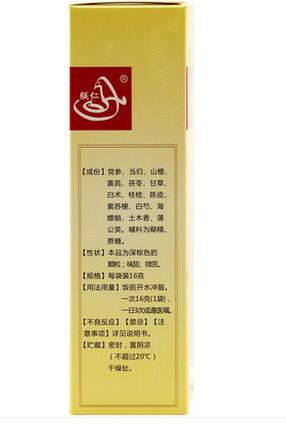 辅仁
®
【成份】党参、当归、山楂、
黄芪、茯苓、甘草、
白术、桂枝、陈皮、
紫苏梗、白芍、海
螵蛸、土木香、蒲
公英。辅料为糊精、
蔗糖。
【性状】本品为深棕色的
颗粒；味甜、微苦。
【规格】每袋装16克
【用法用量】饭前开水冲服。
一次16克(1袋)，
一日3次或遵医嘱。
【不良反应】【禁忌】【注
意事项】详见说明书。
【贮藏】密封，置阴凉
（不超过20℃）
干燥处。